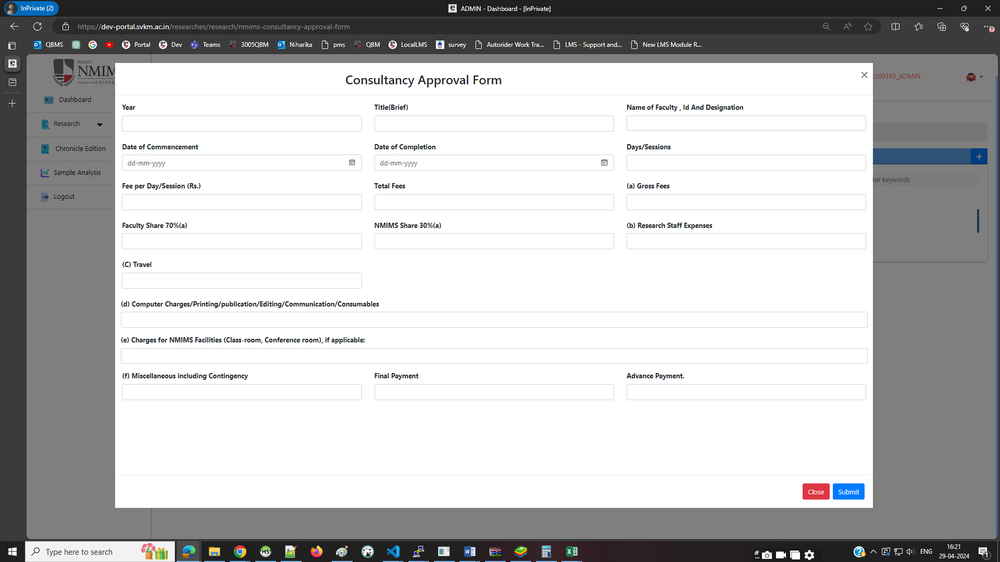 InPrivate (2)
ADMIN - Dashboard - [InPrivate]
https://dev-portal.svkm.ac.in/researches/research/nmims-consultancy-approval-form
QBMS
Portal
Dev
Teams
3005QBM
Niharika
pms
QBM
LocalLMS
survey
Autorider Work Tra...
LMS - Support and...
New LMS Module R...
SVKM'S
NMIM
Deemed to be UNIVER
Dashboard
Research
Chronicle Edition
Sample Analysis
Logout
2200193_ADMIN
ter keywords
Consultancy Approval Form
Year
Title(Brief)
Name of Faculty , Id And Designation
Date of Commencement
Date of Completion
Days/Sessions
dd-mm-yyyy
dd-mm-yyyy
Fee per Day/Session (Rs.)
Total Fees
(a) Gross Fees
Faculty Share 70%(a)
NMIMS Share 30%(a)
(b) Research Staff Expenses
(C) Travel
(d) Computer Charges/Printing/publication/Editing/Communication/Consumables
(e) Charges for NMIMS Facilities (Class-room, Conference room), if applicable:
(f) Miscellaneous including Contingency
Final Payment
Advance Payment.
Close
Submit
Type here to search
HS
ENG
16:21
29-04-2024
1